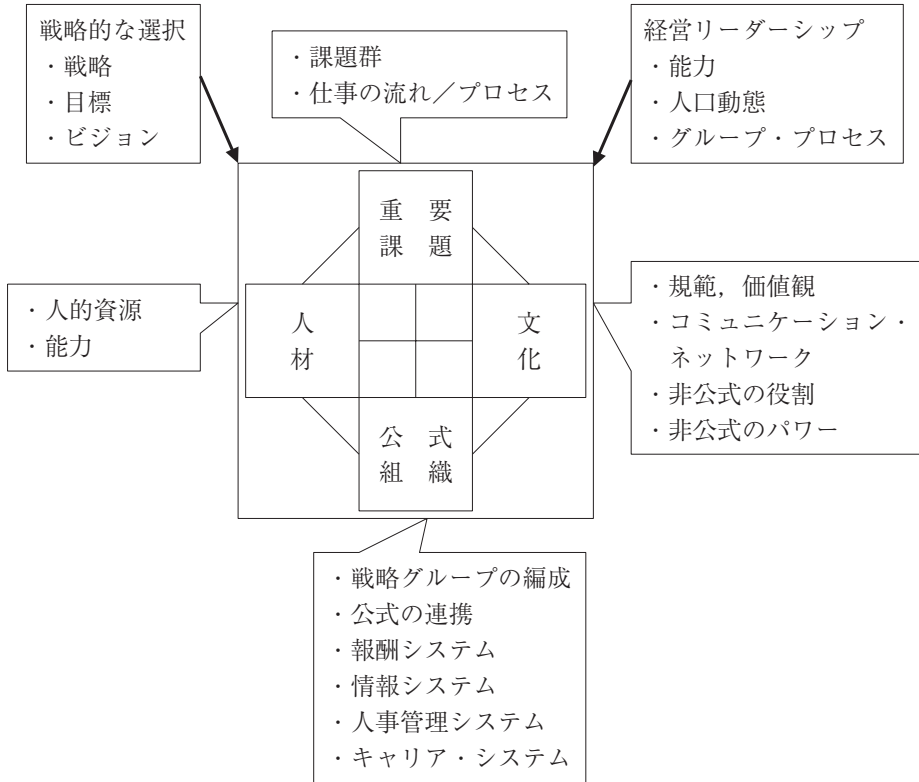 戦略的な選択
・戦略
・目標
・ビジョン
・課題群
・仕事の流れ／プロセス
経営リーダーシップ
・能力
・人口動態
・グループ・プロセス
重 要
課 題
・人的資源
・能力
人
材
文
化
・規範，価値観
・コミュニケーション・
ネットワーク
・非公式の役割
・非公式のパワー
公 式
組 織
・戦略グループの編成
・公式の連携
・報酬システム
・情報システム
・人事管理システム
・キャリア・システム